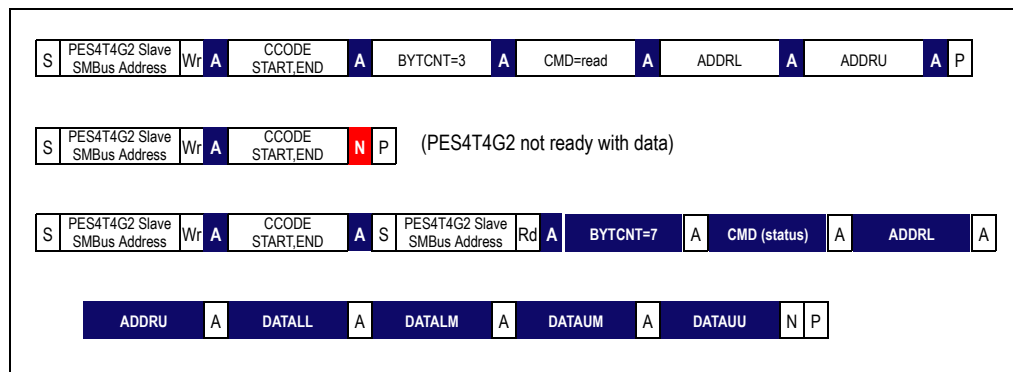 S PES4T4G2 Slave SMBus Address Wr A CCODE START,END A BYTCNT=3 A CMD=read A ADDRL A ADDRU A P
S PES4T4G2 Slave SMBus Address Wr A CCODE START,END N P (PES4T4G2 not ready with data)
S PES4T4G2 Slave SMBus Address Wr A CCODE START,END A S PES4T4G2 Slave SMBus Address Rd A BYTCNT=7 A CMD (status) A ADDRL A
ADDRU A DATALL A DATALM A DATAUM A DATAUU N P